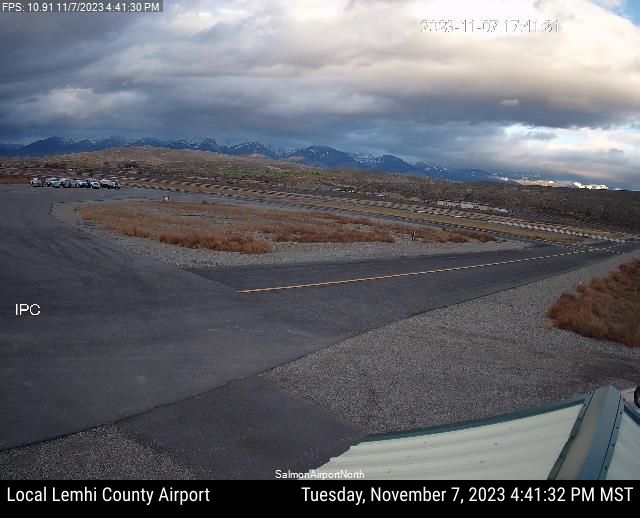 FPS: 10.91 11/7/2023 4:41:30 PM
2023-11-07 17:41:31
IPC
SalmonAirportNorth
Local Lemhi County Airport
Tuesday, November 7, 2023 4:41:32 PM MST